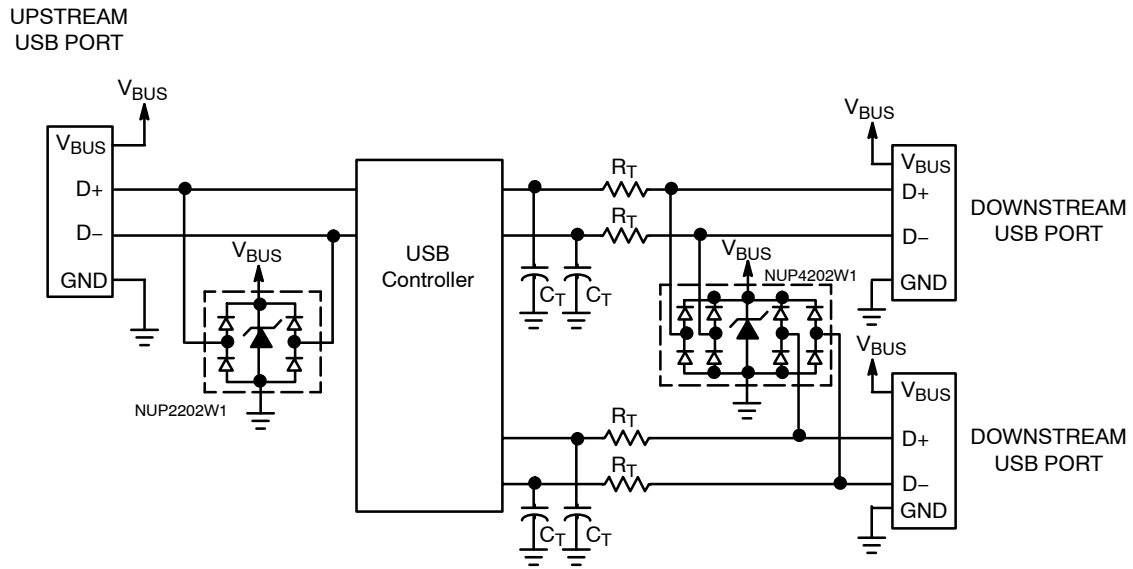 UPSTREAM
USB PORT
VBUS
VBUS
D+
D−
GND
VBUS
NUP2202W1
USB
Controller
RT
RT
CT
CT
VBUS
NUP4202W1
VBUS
VBUS
D+
D−
GND
DOWNSTREAM
USB PORT
RT
RT
CT
CT
VBUS
VBUS
D+
D−
GND
DOWNSTREAM
USB PORT